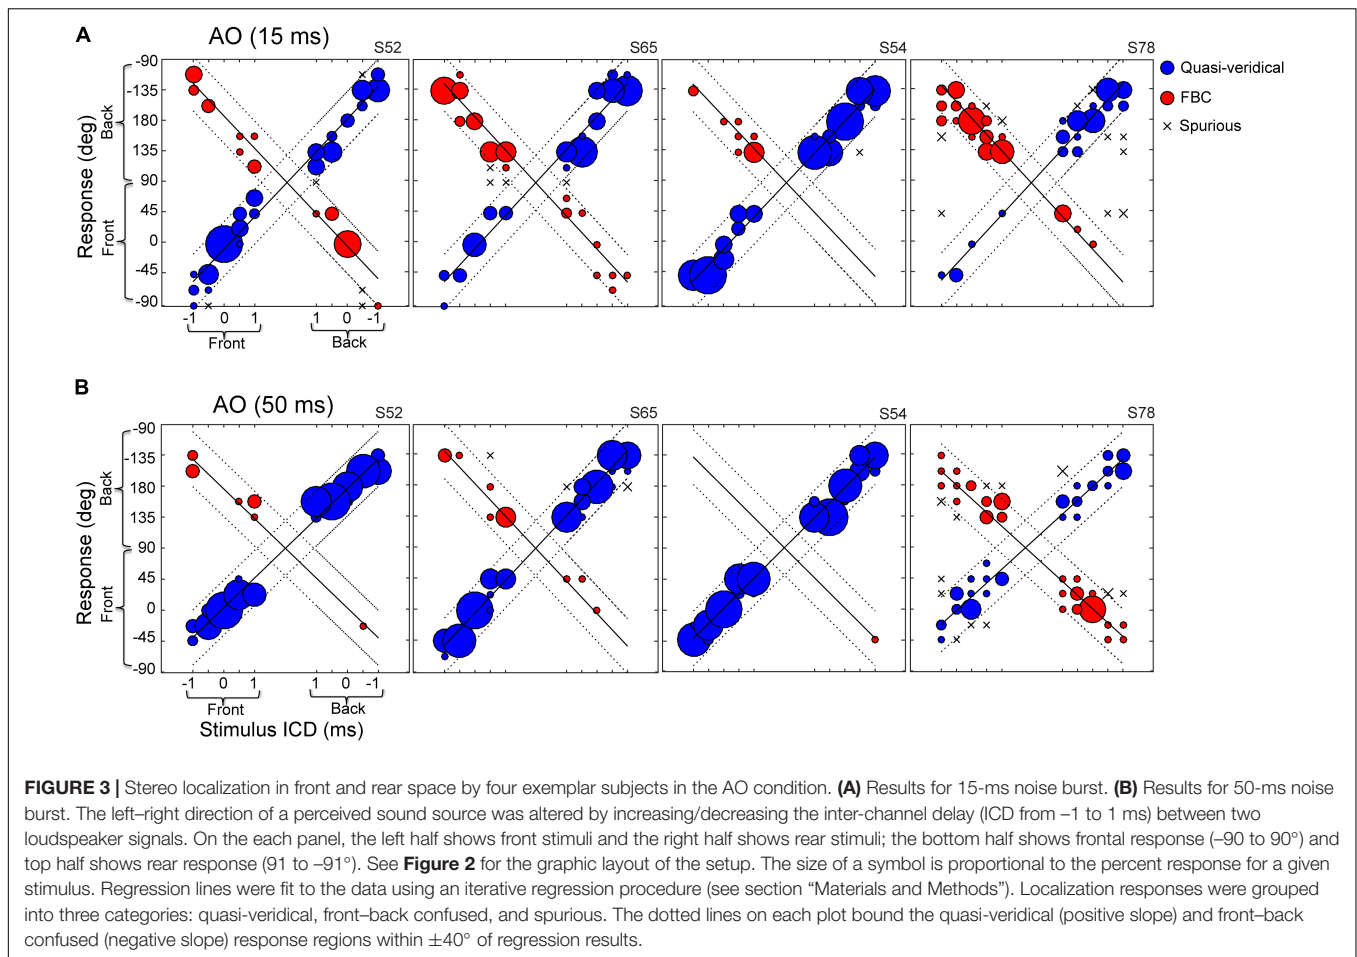 A
AO (15 ms)
S52
S65
S54
S78
Quasi-veridical
FBC
Spurious
Response (deg)
Back
Front
-90
-135
180
135
90
45
0
-45
-90
-1 0 1 1 0 -1
Front Back
B
AO (50 ms)
S52
S65
S54
S78
Response (deg)
Back
Front
-90
-135
180
135
90
45
0
-45
-90
-1 0 1 1 0 -1
Front Back
Stimulus ICD (ms)
FIGURE 3 | Stereo localization in front and rear space by four exemplar subjects in the AO condition. (A) Results for 15-ms noise burst. (B) Results for 50-ms noise
burst. The left–right direction of a perceived sound source was altered by increasing/decreasing the inter-channel delay (ICD from –1 to 1 ms) between two
loudspeaker signals. On the each panel, the left half shows front stimuli and the right half shows rear stimuli; the bottom half shows frontal response (–90 to 90°) and
top half shows rear response (91 to –91°). See Figure 2 for the graphic layout of the setup. The size of a symbol is proportional to the percent response for a given
stimulus. Regression lines were fit to the data using an iterative regression procedure (see section “Materials and Methods”). Localization responses were grouped
into three categories: quasi-veridical, front–back confused, and spurious. The dotted lines on each plot bound the quasi-veridical (positive slope) and front–back
confused (negative slope) response regions within ±40° of regression results.